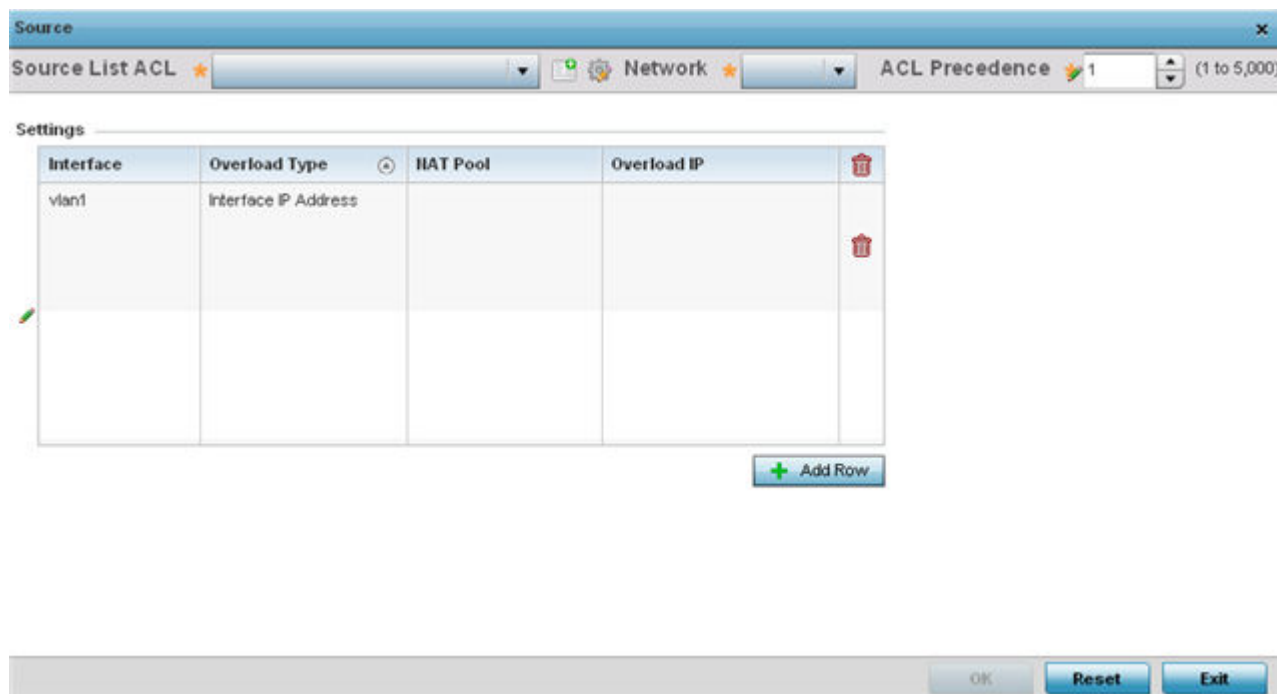 Source
Source List ACL Network ACL Precedence 1 (1 to 5,000)
Settings
Interface Overload Type NAT Pool Overload IP
vlan1 Interface IP Address
Add Row
OK Reset Exit